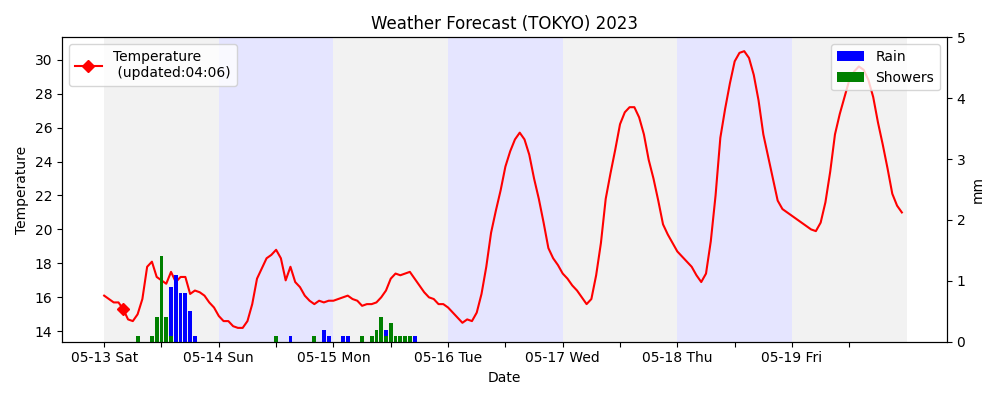 Weather Forecast (TOKYO) 2023
Temperature
(updated:04:06)
Rain
Showers
Temperature
30
28
26
24
22
20
18
16
14
5
4
3
2
1
0
mm
05-13 Sat
05-14 Sun
05-15 Mon
05-16 Tue
05-17 Wed
05-18 Thu
05-19 Fri
Date